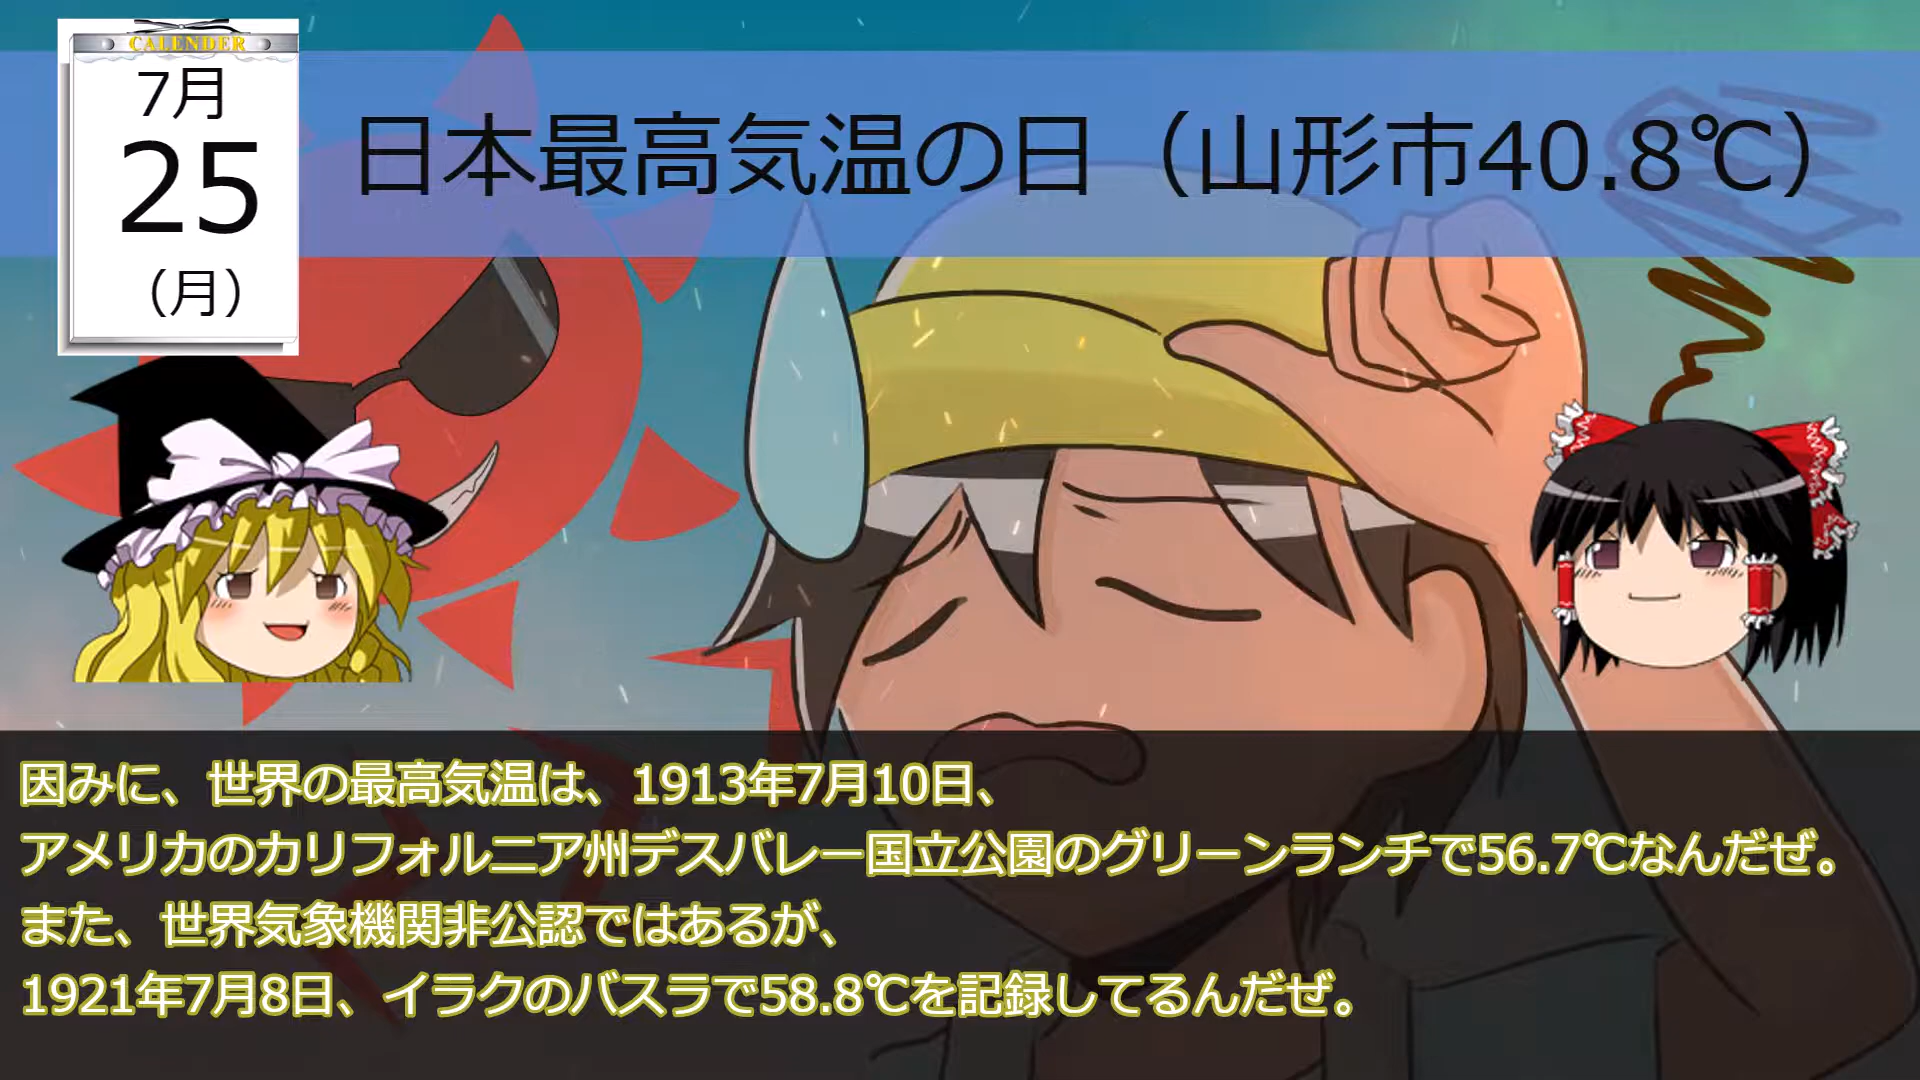 CALENDER
7月
25
（月）
日本最高気温の日（山形市40.8℃）
因みに、世界の最高気温は、1913年7月10日、
アメリカのカリフォルニア州デスバレー国立公園のグリーンランチで56.7℃なんだぜ。
また、世界気象機関非公認ではあるが、
1921年7月8日、イラクのバスラで58.8℃を記録してるんだぜ。